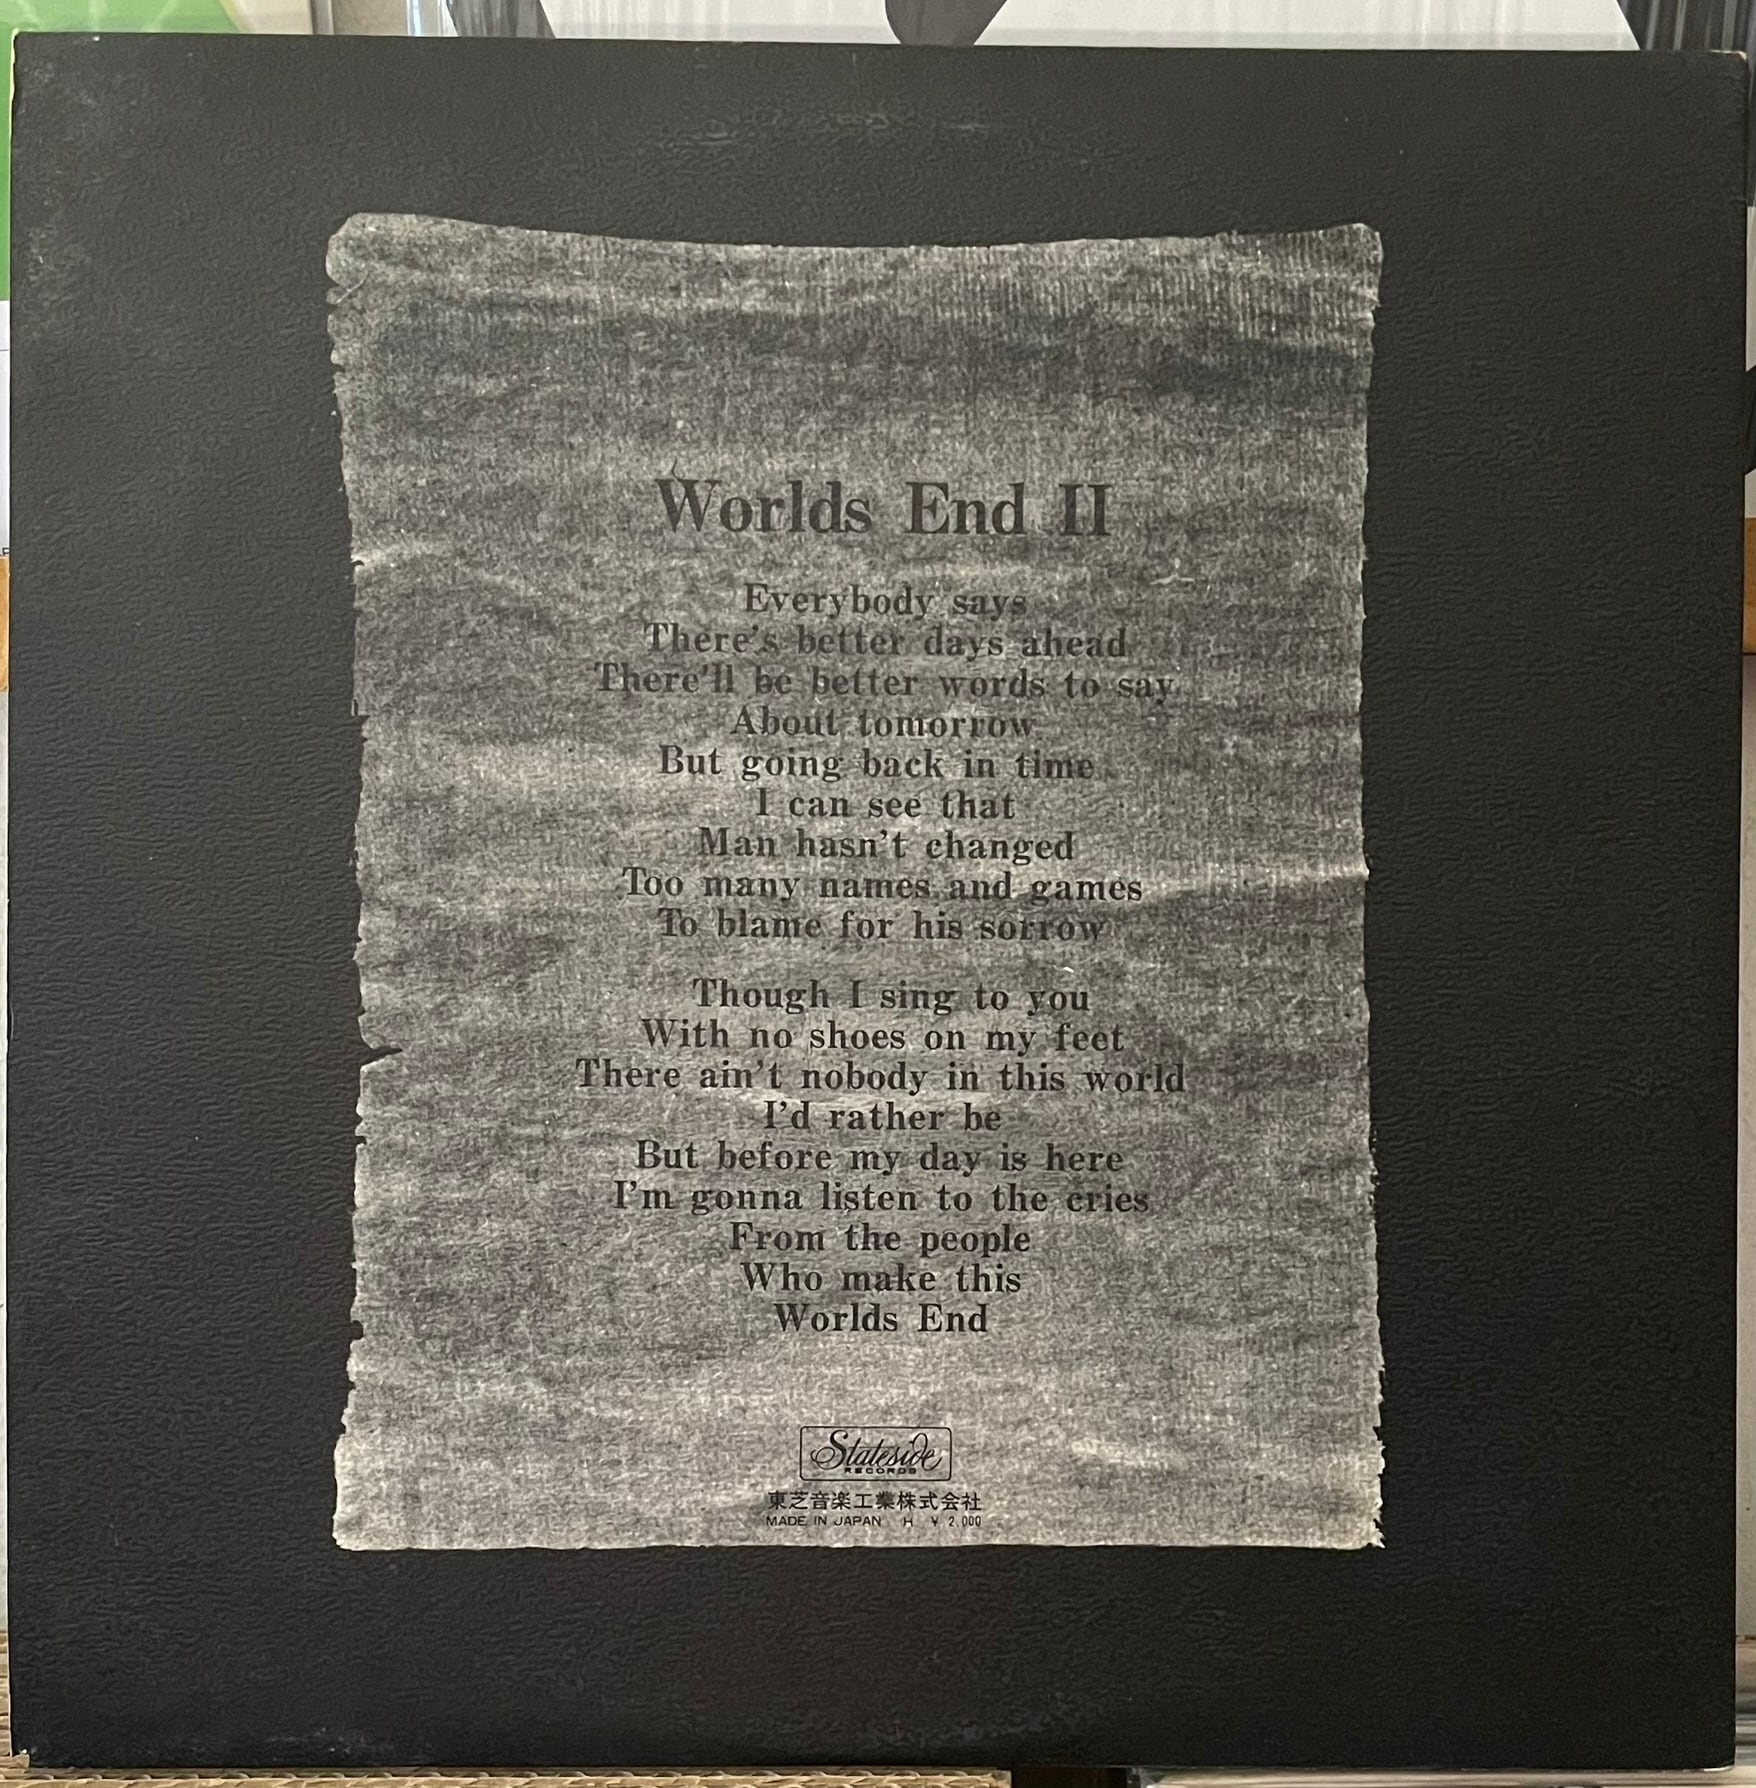 Worlds End II
Everybody says
There's better days ahead
There'll be better words to say
About tomorrow
But going back in time
I can see that
Man hasn't changed
Too many names and games
To blame for his sorrow
Though I sing to you
With no shoes on my feet
There ain't nobody in this world
I'd rather be
But before my day is here
I'm gonna listen to the cries
From the people
Who make this
Worlds End
Stateside
RECORDS
東芝音楽工業株式会社
MADE IN JAPAN H ¥ 2,000